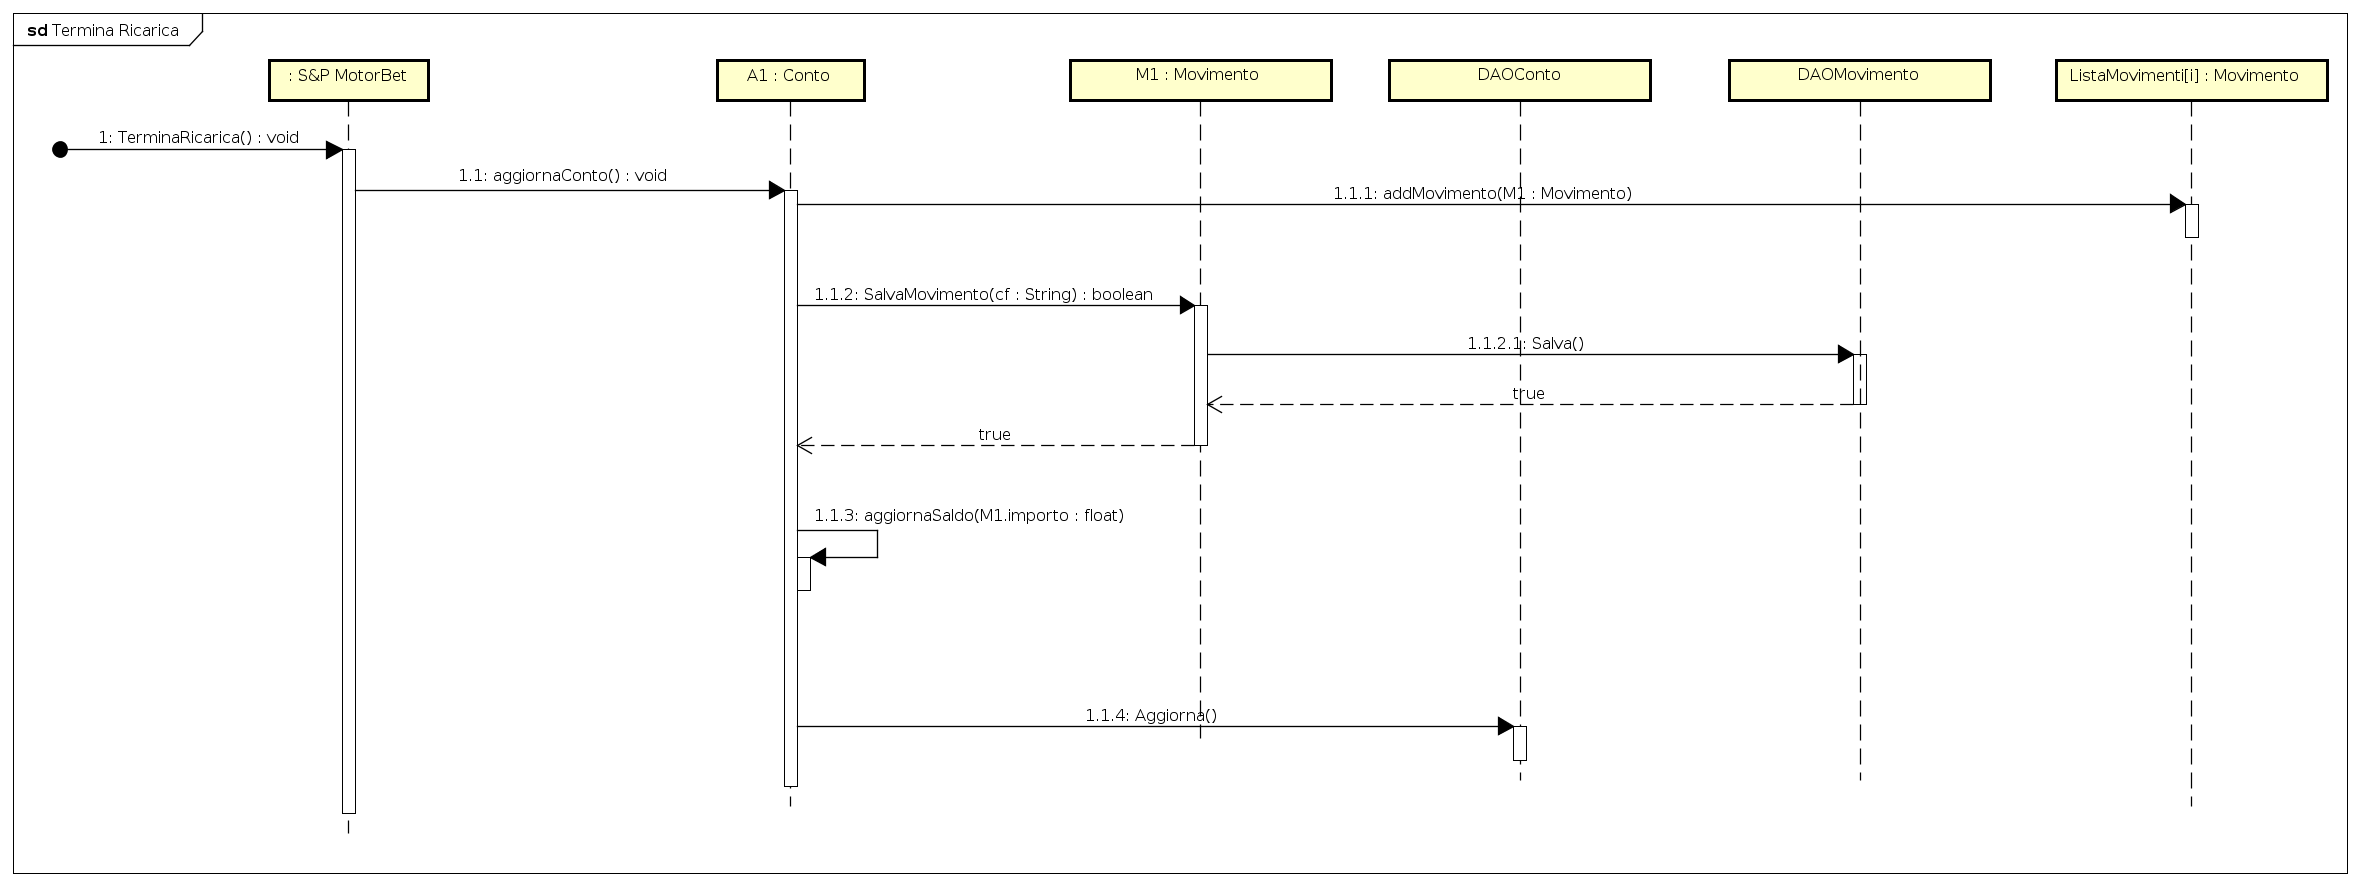 sd Termina Ricarica
: S&P MotorBet
A1 : Conto
M1 : Movimento
DAOConto
DAOMovimento
ListaMovimenti[i] : Movimento
1: TerminaRicarica() : void
1.1: aggiornaConto() : void
1.1.1: addMovimento(M1 : Movimento)
1.1.2: SalvaMovimento(cf : String) : boolean
1.1.2.1: Salva()
true
true
1.1.3: aggiornaSaldo(M1.importo : float)
1.1.4: Aggiorna()